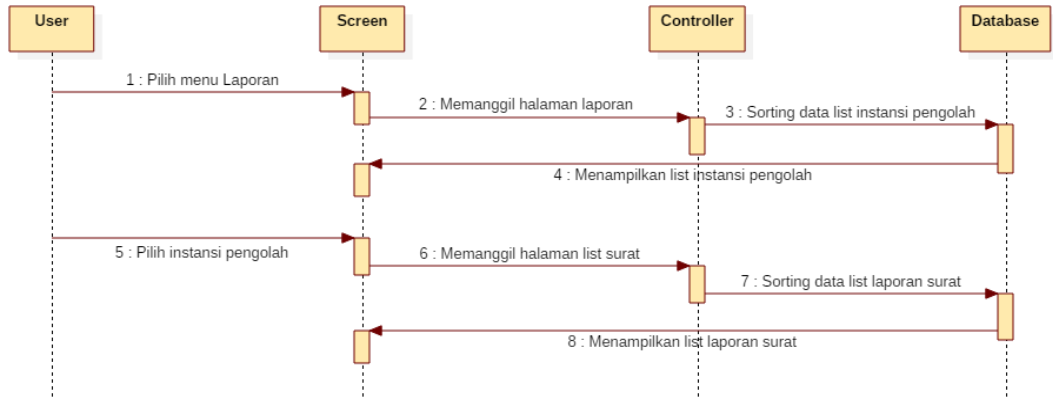 User
Screen
Controller
Database
1 : Pilih menu Laporan
2 : Memanggil halaman laporan
3 : Sorting data list instansi pengolah
4 : Menampilkan list instansi pengolah
5 : Pilih instansi pengolah
6 : Memanggil halaman list surat
7 : Sorting data list laporan surat
8 : Menampilkan list laporan surat